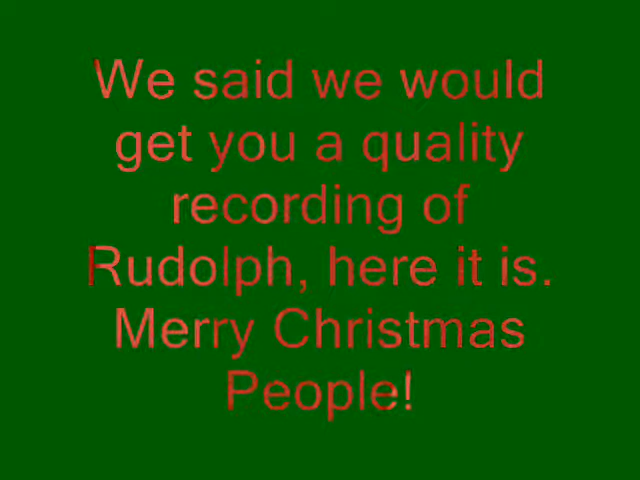 We said we would
get you a quality
recording of
Rudolph, here it is.
Merry Christmas
People!